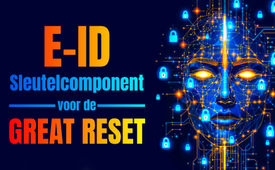 E-ID
Sleutelcomponent
voor de
GREAT RESET